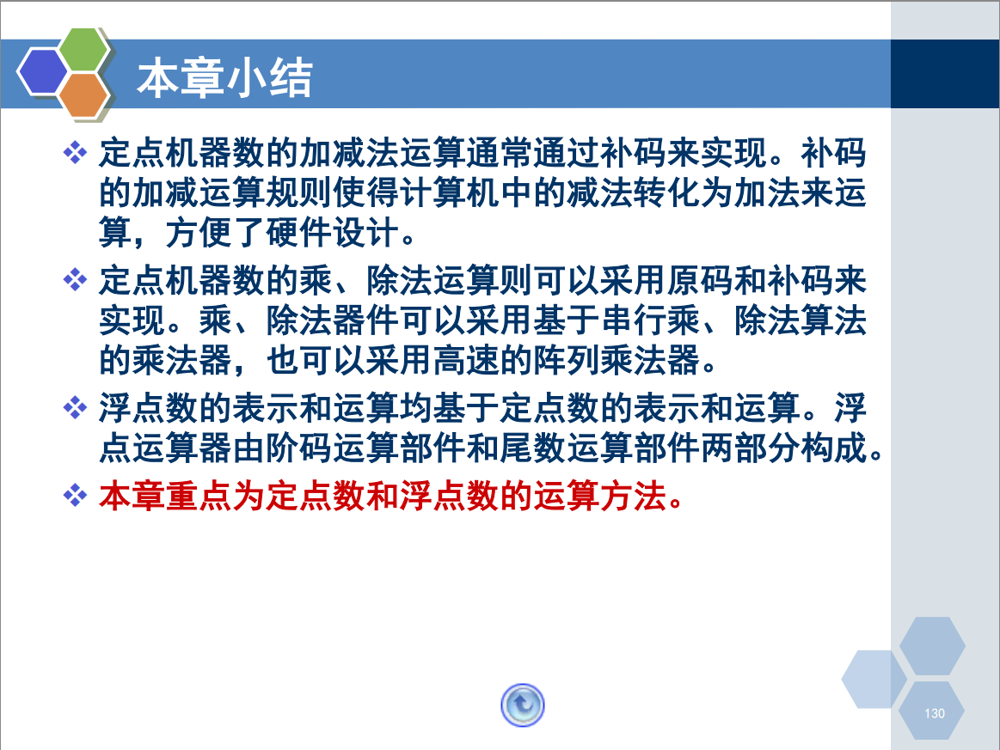 本章小结
定点机器数的加减法运算通常通过补码来实现。补码
的加减运算规则使得计算机中的减法转化为加法来运
算，方便了硬件设计。
定点机器数的乘、除法运算则可以采用原码和补码来
实现。乘、除法器件可以采用基于串行乘、除法算法
的乘法器，也可以采用高速的阵列乘法器。
浮点数的表示和运算均基于定点数的表示和运算。浮
点运算器由阶码运算部件和尾数运算部件两部分构成。
本章重点为定点数和浮点数的运算方法。
130